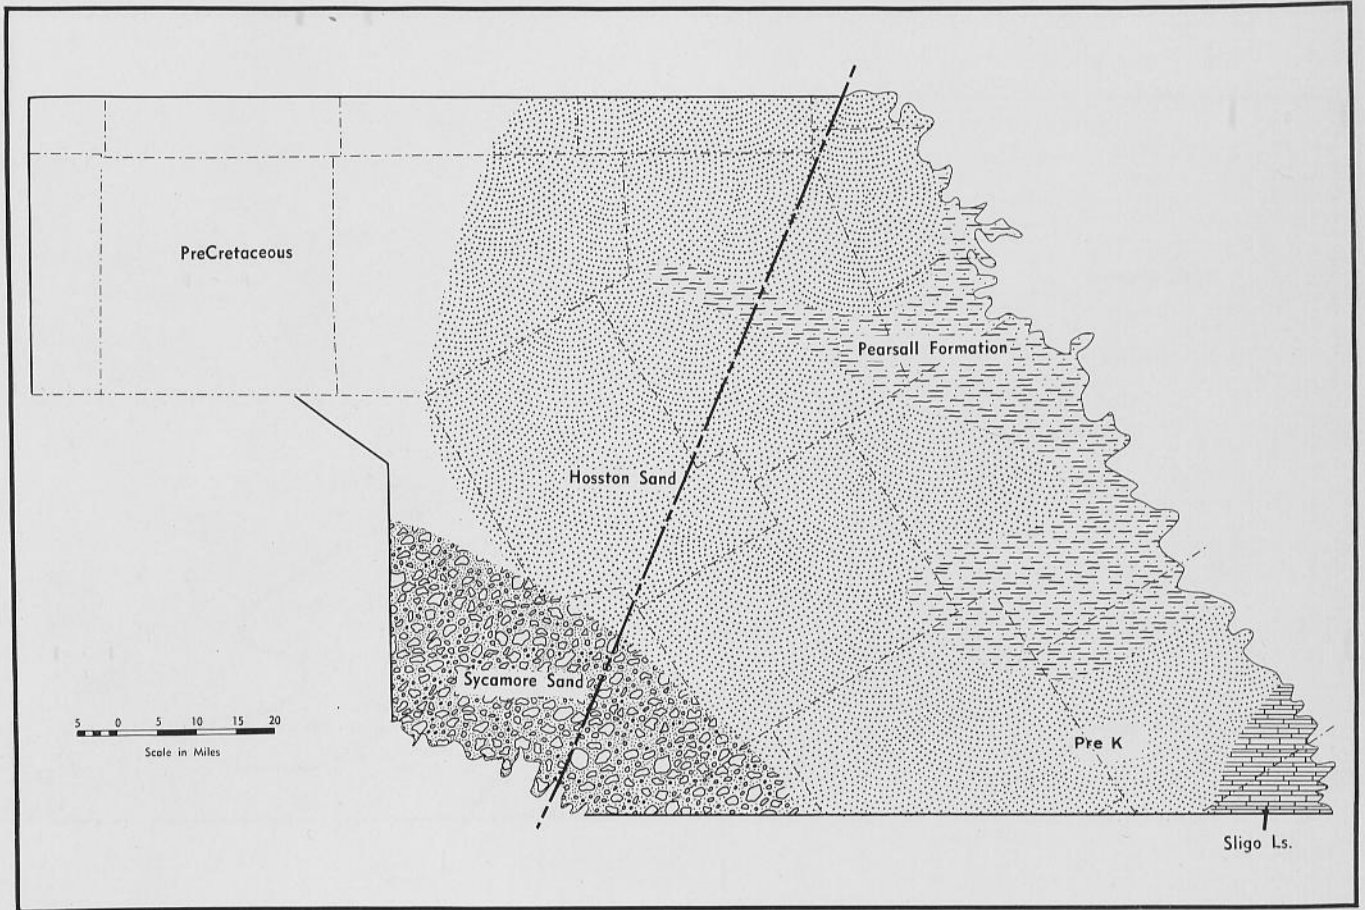 PreCretaceous
Pearsall Formation
Hosston Sand
Sycamore Sand
5 0 5 10 15 20
Scale in Miles
Pre K
Sligo Ls.